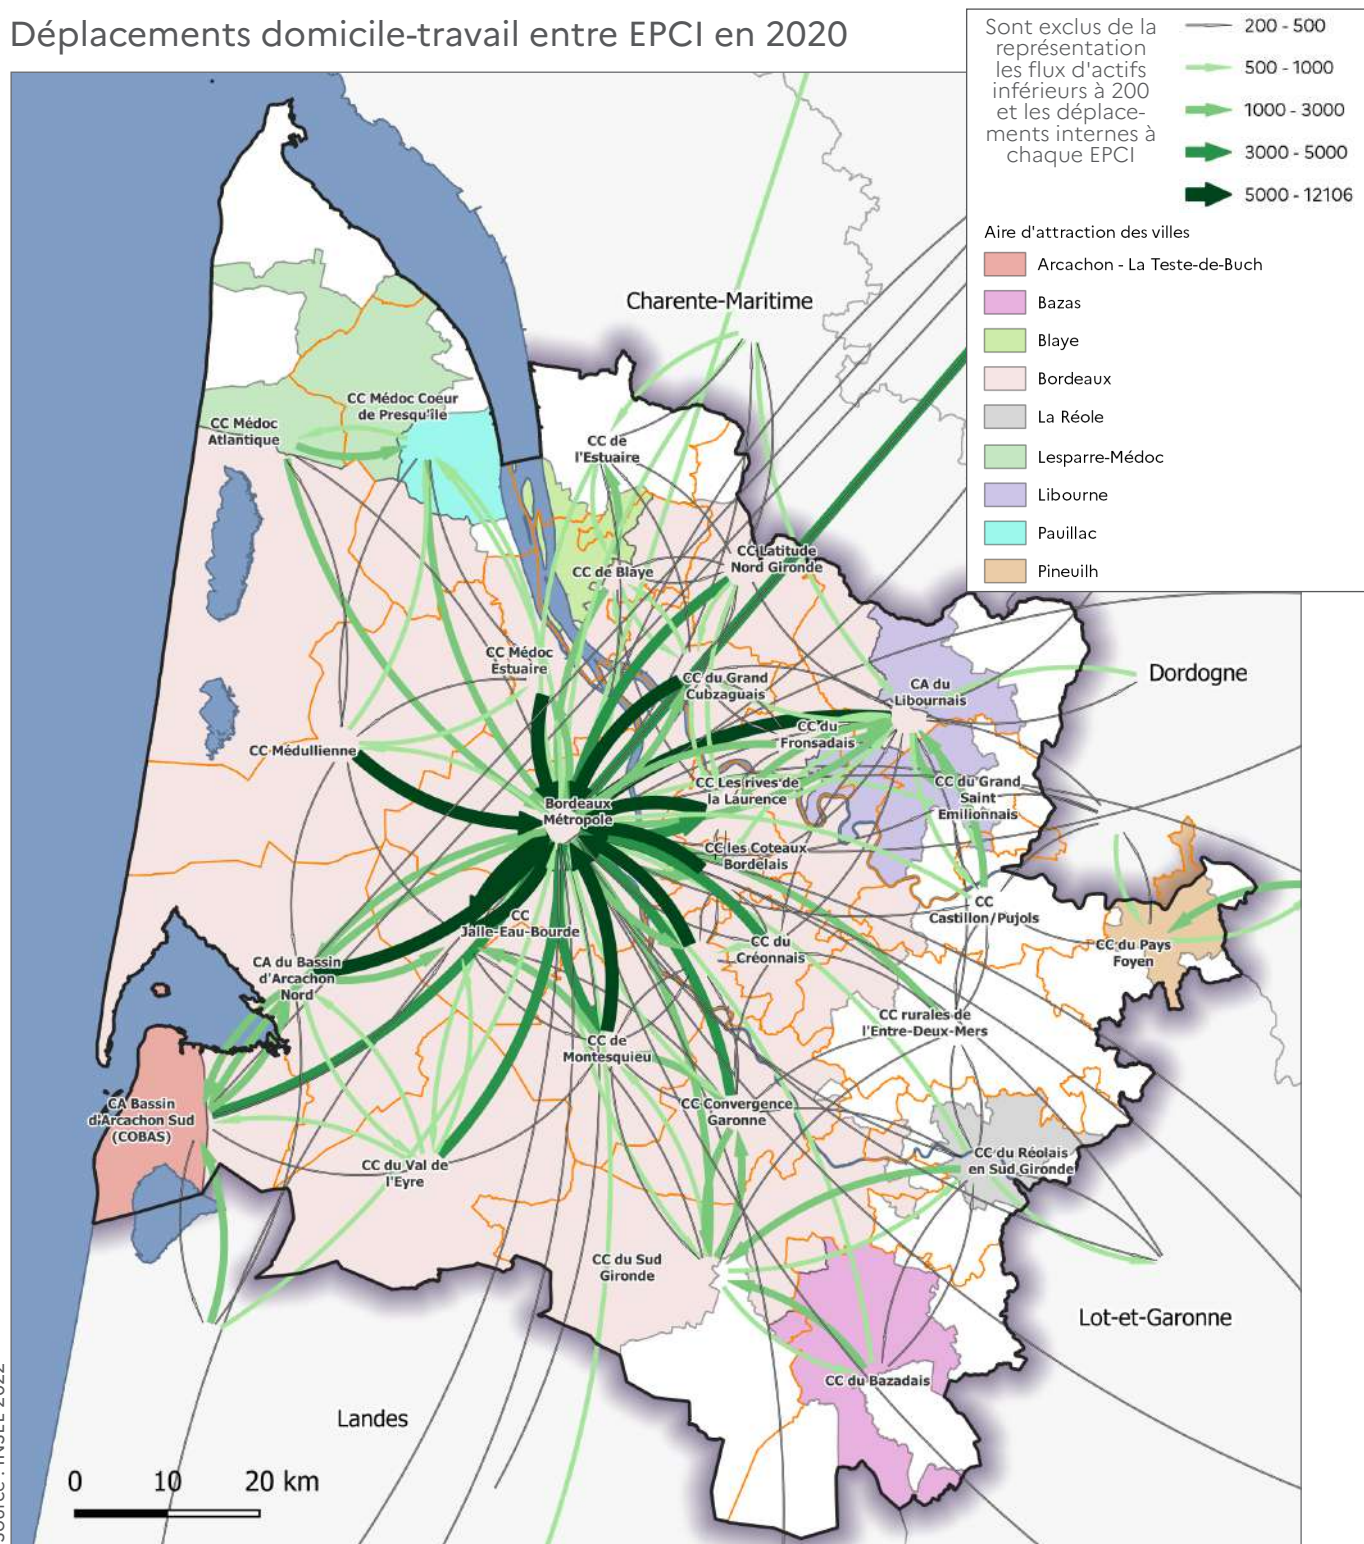 Déplacements domicile-travail entre EPCI en 2020
Sont exclus de la
représentation
les flux d'actifs
inférieurs à 200
et les déplace-
ments internes à
chaque EPCI
200 - 500
500 - 1000
1000 - 3000
3000 - 5000
5000 - 12106
Aire d'attraction des villes
Arcachon - La Teste-de-Buch
Bazas
Blaye
Bordeaux
La Réole
Lesparre-Médoc
Libourne
Pauillac
Pineuilh
Charente-Maritime
CC Médoc Coeur
de Presqu'île
CC Médoc
Atlantique
CC de
l'Estuaire
CC Latitude
Nord Gironde
CC de Blaye
CC Médoc
Estuaire
CC du Grand
Cubzaguais
CA du
Libournais
Dordogne
CC du
Fronsadais
CC Médullienne
CC Les rives de
la Laurence
CC du Grand
Saint
Emilionnais
Bordeaux
Métropole
CC les Coteaux
Bordelais
CC
Castillon/Pujols
CC
Jalle-Eau-Bourde
CC du
Créonnais
CC du Pays
Foyen
CA du Bassin
d'Arcachon
Nord
CC rurales de
l'Entre-Deux-Mers
CC de
Montesquieu
CA Bassin
d'Arcachon Sud
(COBAS)
CC Convergence
Garonne
CC du Val de
l'Eyre
CC du Réolais
en Sud Gironde
CC du Sud
Gironde
Lot-et-Garonne
CC du Bazadais
Landes
0 10 20 km
Source : INSEE 2022